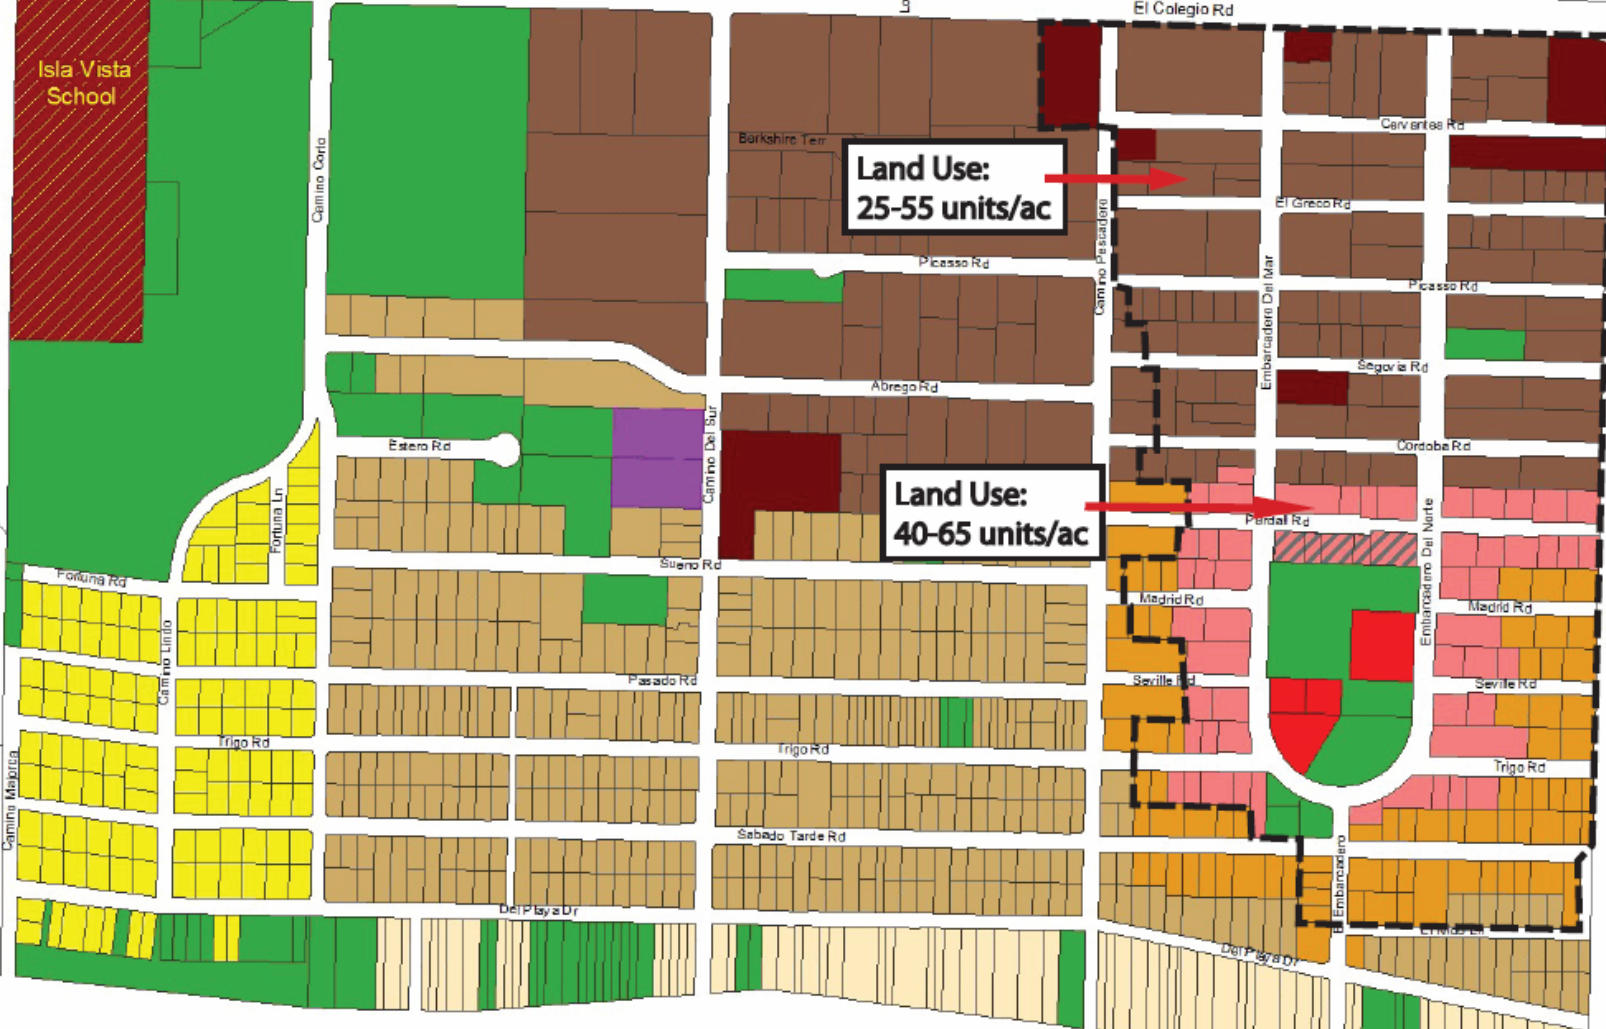 El Colegio Rd
Isla Vista
School
Camino Corto
Cervantes Rd
Berkshire Terr
Land Use:
25-55 units/ac
El Greco Rd
Camino Pescadero
Picasso Rd
Embarcadero Del Mar
Picasso Rd
Segovia Rd
Abrego Rd
Camino Del Sur
Estero Rd
Cordoba Rd
Land Use:
40-65 units/ac
Fortuna Ln
Pardall Rd
Embarcadero Del Norte
Sueno Rd
Fortuna Rd
Madrid Rd
Madrid Rd
Camino Lindo
Pasado Rd
Seville Rd
Seville Rd
Trigo Rd
Trigo Rd
Trigo Rd
Camino Majorca
Sabado Tarde Rd
El Embarcadero
Del Playa Dr
El Nido Ln
Del Playa Dr